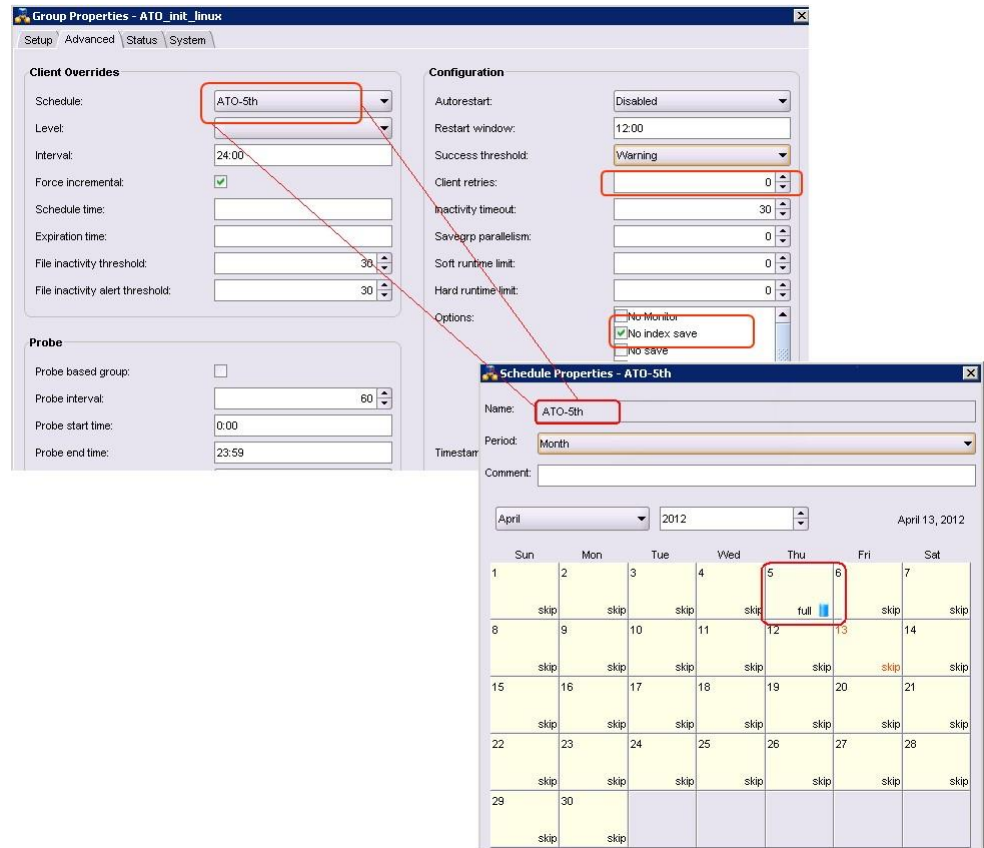 Group Properties - ATO_init_linux
Setup Advanced Status System
Client Overrides
Schedule: ATO-5th
Level:
Interval: 24:00
Force incremental:
Schedule time:
Expiration time:
File inactivity threshold: 30
File inactivity alert threshold: 30
Probe
Probe based group:
Probe interval: 60
Probe start time: 0:00
Probe end time: 23:59
Configuration
Autorestart: Disabled
Restart window: 12:00
Success threshold: Warning
Client retries: 0
Inactivity timeout: 30
Savegrp parallelism: 0
Soft runtime limit: 0
Hard runtime limit: 0
Options: No Monitor
No index save
No save
Schedule Properties - ATO-5th
Name: ATO-5th
Period: Month
Comment:
April 2012 April 13, 2012
Sun Mon Tue Wed Thu Fri Sat
1 2 3 4 5 6 7
skip skip skip skip full skip skip
8 9 10 11 12 13 14
skip skip skip skip skip skip skip
15 16 17 18 19 20 21
skip skip skip skip skip skip skip
22 23 24 25 26 27 28
skip skip skip skip skip skip skip
29 30
skip skip